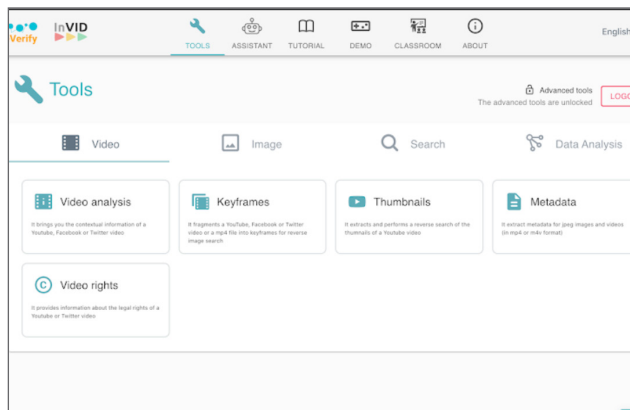 Verify
InVID
TOOLS
ASSISTANT
TUTORIAL
DEMO
CLASSROOM
ABOUT
English
Tools
Advanced tools
The advanced tools are unlocked
LOGO
Video
Image
Search
Data Analysis
Video analysis
It brings you the contextual information of a
Youtube, Facebook or Twitter video
Keyframes
It fragments a YouTube, Facebook or Twitter
video or a mp4 file into keyframes for reverse
image search
Thumbnails
It extracts and performs a reverse search of the
thumnails of a Youtube video
Metadata
It extract metadata for jpeg images and videos
(in mp4 or m4v format)
Video rights
It provides information about the legal rights of a
Youtube or Twitter video